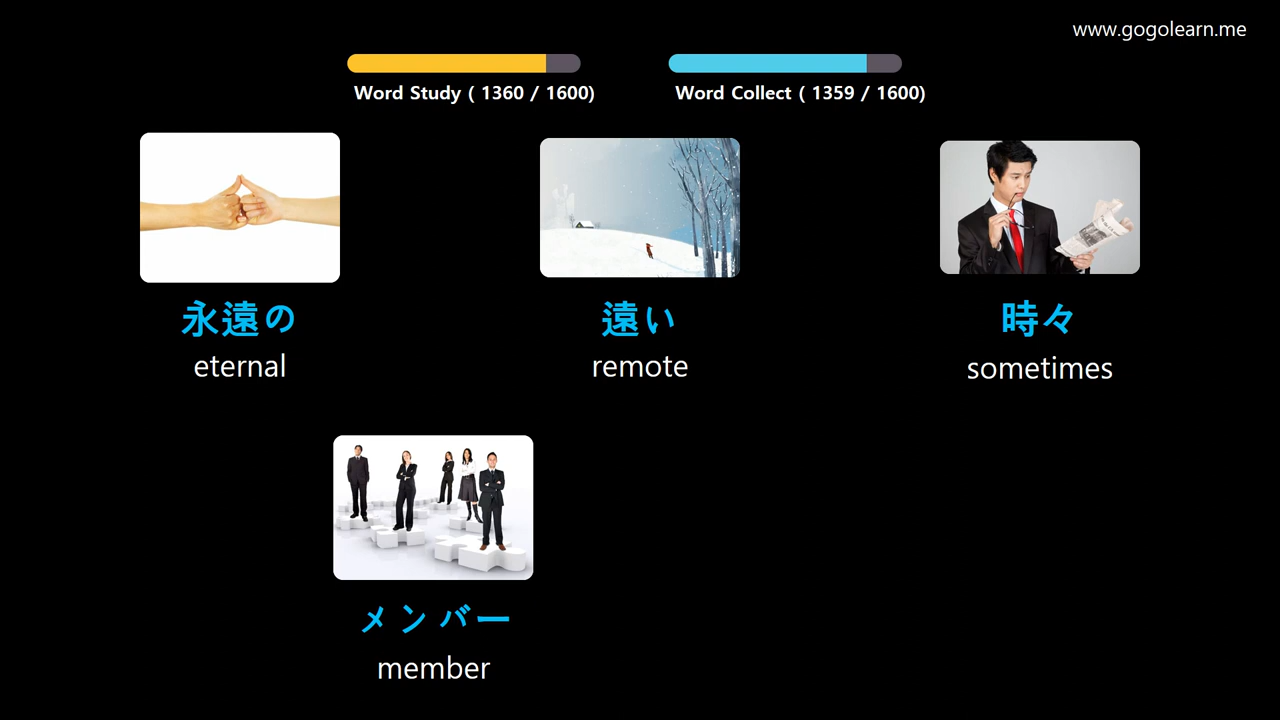 www.gogolearn.me
Word Study ( 1360 / 1600)
Word Collect ( 1359 / 1600)
永遠の
eternal
遠い
remote
時々
sometimes
メンバー
member